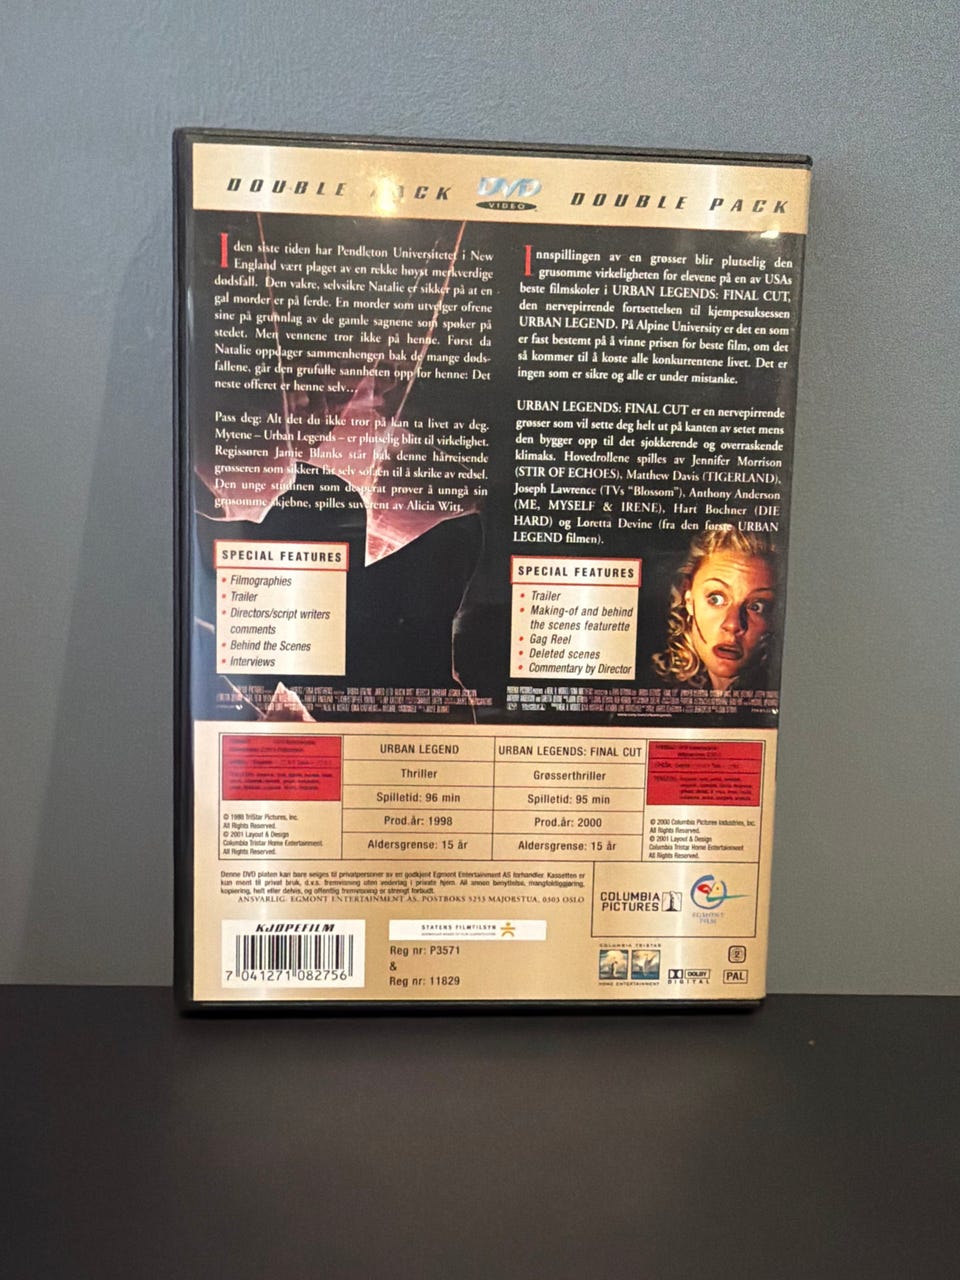 DOUBLE PACK DVD VIDEO DOUBLE PACK
I den siste tiden har Pendleton Universitetet i New
England vært plaget av en rekke høyst merkverdige
dødsfall. Den vakre, selvsikre Natalie er sikker på at en
gal morder er på ferde. En morder som utvelger ofrene
sine på grunnlag av de gamle sagnene som spøker på
stedet. Men vennene tror ikke på henne. Først da
Natalie oppdager sammenhengen bak de mange døds-
fallene, går den grufulle sannheten opp for henne: Det
neste offeret er henne selv...
Pass deg: Alt det du ikke tror på kan ta livet av deg.
Mytene – Urban Legends – er plutselig blitt til virkelighet.
Regissøren Jamie Blanks står bak denne hårreisende
grøsseren som sikkert får selv sofaen til å skrike av redsel.
Den unge studinen som desperat prøver å unngå sin
grusomme skjebne, spilles suverent av Alicia Witt.
SPECIAL FEATURES
• Filmographies
• Trailer
• Directors/script writers
comments
• Behind the Scenes
• Interviews
Innspillingen av en grøsser blir plutselig den
grusomme virkeligheten for elevene på en av USAs
beste filmskoler i URBAN LEGENDS: FINAL CUT,
den nervepirrende fortsettelsen til kjempesuksessen
URBAN LEGEND. På Alpine University er det en som
er fast bestemt på å vinne prisen for beste film, om det
så kommer til å koste alle konkurrentene livet. Det er
ingen som er sikre og alle er under mistanke.
URBAN LEGENDS: FINAL CUT er en nervepirrende
grøsser som vil sette deg helt ut på kanten av setet mens
den bygger opp til det sjokkerende og overraskende
klimaks. Hovedrollene spilles av Jennifer Morrison
(STIR OF ECHOES), Matthew Davis (TIGERLAND),
Joseph Lawrence (TVs "Blossom"), Anthony Anderson
(ME, MYSELF & IRENE), Hart Bochner (DIE
HARD) og Loretta Devine (fra den første URBAN
LEGEND filmen).
SPECIAL FEATURES
• Trailer
• Making-of and behind
the scenes featurette
• Gag Reel
• Deleted scenes
• Commentary by Director
URBAN LEGEND
Thriller
Spilletid: 96 min
Prod.år: 1998
Aldersgrense: 15 år
URBAN LEGENDS: FINAL CUT
Grøsserthriller
Spilletid: 95 min
Prod.år: 2000
Aldersgrense: 15 år
© 1998 TriStar Pictures, Inc.
All Rights Reserved.
© 2001 Layout & Design
Columbia Tristar Home Entertainment.
All Rights Reserved.
© 2000 Columbia Pictures Industries, Inc.
All Rights Reserved.
© 2001 Layout & Design
Columbia Tristar Home Entertainment.
All Rights Reserved.
Denne DVD platen kan bare selges til privatpersoner av en godkjent Egmont Entertainment AS forhandler. Kassetten er
kun ment til privat bruk, d.v.s. fremvisning uten vederlag i private hjem. All annen benyttelse, mangfoldiggjøring,
kopiering, helt eller delvis, og offentlig fremvisning er strengt forbudt.
ANSVARLIG: EGMONT ENTERTAINMENT AS, POSTBOKS 5253 MAJORSTUA, 0303 OSLO
COLUMBIA
PICTURES
EGMONT
FILM
KJØPEFILM
7 041271 082756
STATENS FILMTILSYN
Reg nr: P3571
&
Reg nr: 11829
COLUMBIA TRISTAR
HOME ENTERTAINMENT
DOLBY
DIGITAL
2
PAL